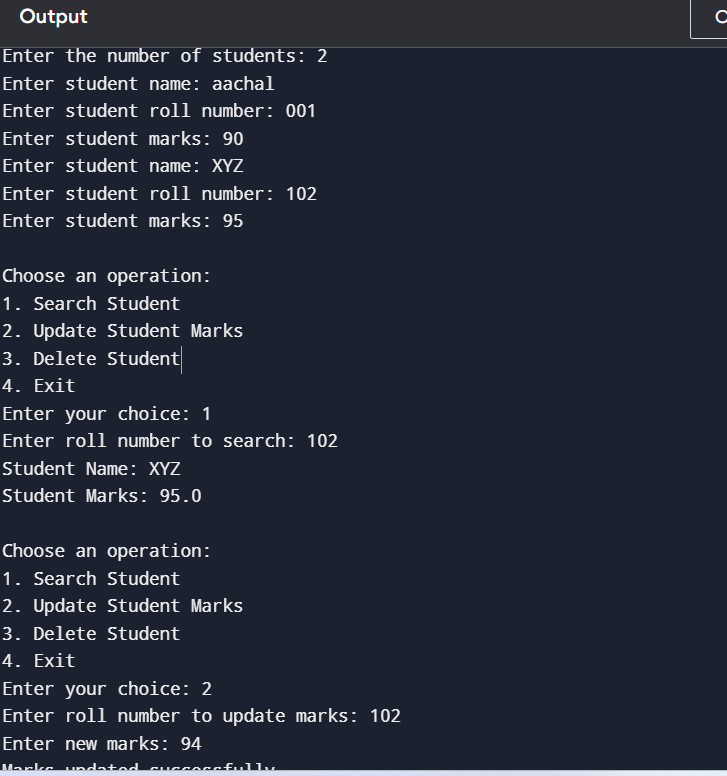 Output
C
Enter the number of students: 2
Enter student name: aachal
Enter student roll number: 001
Enter student marks: 90
Enter student name: XYZ
Enter student roll number: 102
Enter student marks: 95
Choose an operation:
1. Search Student
2. Update Student Marks
3. Delete Student
4. Exit
Enter your choice: 1
Enter roll number to search: 102
Student Name: XYZ
Student Marks: 95.0
Choose an operation:
1. Search Student
2. Update Student Marks
3. Delete Student
4. Exit
Enter your choice: 2
Enter roll number to update marks: 102
Enter new marks: 94
Marks updated successfully